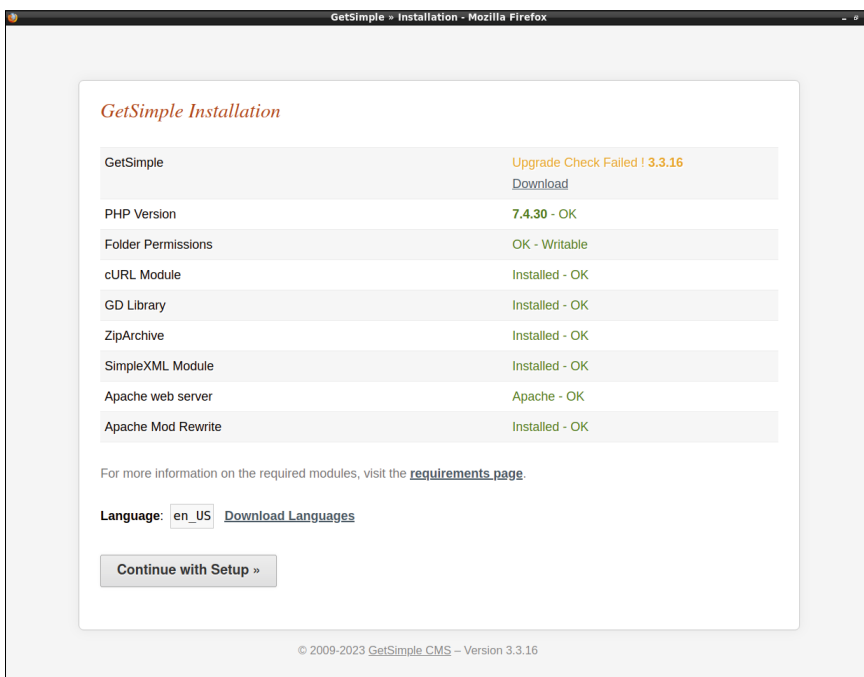 GetSimple » Installation - Mozilla Firefox
GetSimple Installation
GetSimple Upgrade Check Failed ! 3.3.16
Download
PHP Version 7.4.30 - OK
Folder Permissions OK - Writable
cURL Module Installed - OK
GD Library Installed - OK
ZipArchive Installed - OK
SimpleXML Module Installed - OK
Apache web server Apache - OK
Apache Mod Rewrite Installed - OK
For more information on the required modules, visit the requirements page.
Language: en_US Download Languages
Continue with Setup »
© 2009-2023 GetSimple CMS – Version 3.3.16